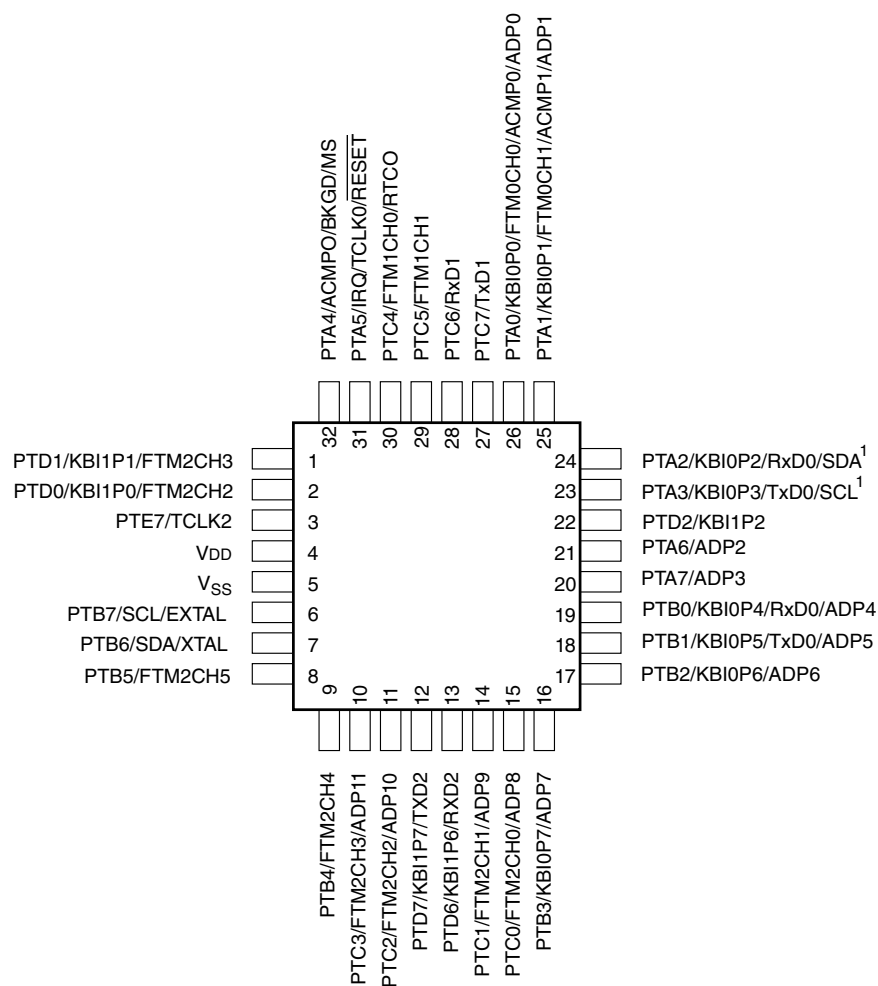 PTA4/ACMPO/BKGD/MS
PTA5/IRQ/TCLK0/RESET
PTC4/FTM1CH0/RTCO
PTC5/FTM1CH1
PTC6/RxD1
PTC7/TxD1
PTA0/KBI0P0/FTM0CH0/ACMP0/ADP0
PTA1/KBI0P1/FTM0CH1/ACMP1/ADP1
32
31
30
29
28
27
26
25
PTD1/KBI1P1/FTM2CH3 1
PTD0/KBI1P0/FTM2CH2 2
PTE7/TCLK2 3
VDD 4
VSS 5
PTB7/SCL/EXTAL 6
PTB6/SDA/XTAL 7
PTB5/FTM2CH5 8
24 PTA2/KBI0P2/RxD0/SDA1
23 PTA3/KBI0P3/TxD0/SCL1
22 PTD2/KBI1P2
21 PTA6/ADP2
20 PTA7/ADP3
19 PTB0/KBI0P4/RxD0/ADP4
18 PTB1/KBI0P5/TxD0/ADP5
17 PTB2/KBI0P6/ADP6
9
10
11
12
13
14
15
16
PTB4/FTM2CH4
PTC3/FTM2CH3/ADP11
PTC2/FTM2CH2/ADP10
PTD7/KBI1P7/TXD2
PTD6/KBI1P6/RXD2
PTC1/FTM2CH1/ADP9
PTC0/FTM2CH0/ADP8
PTB3/KBI0P7/ADP7